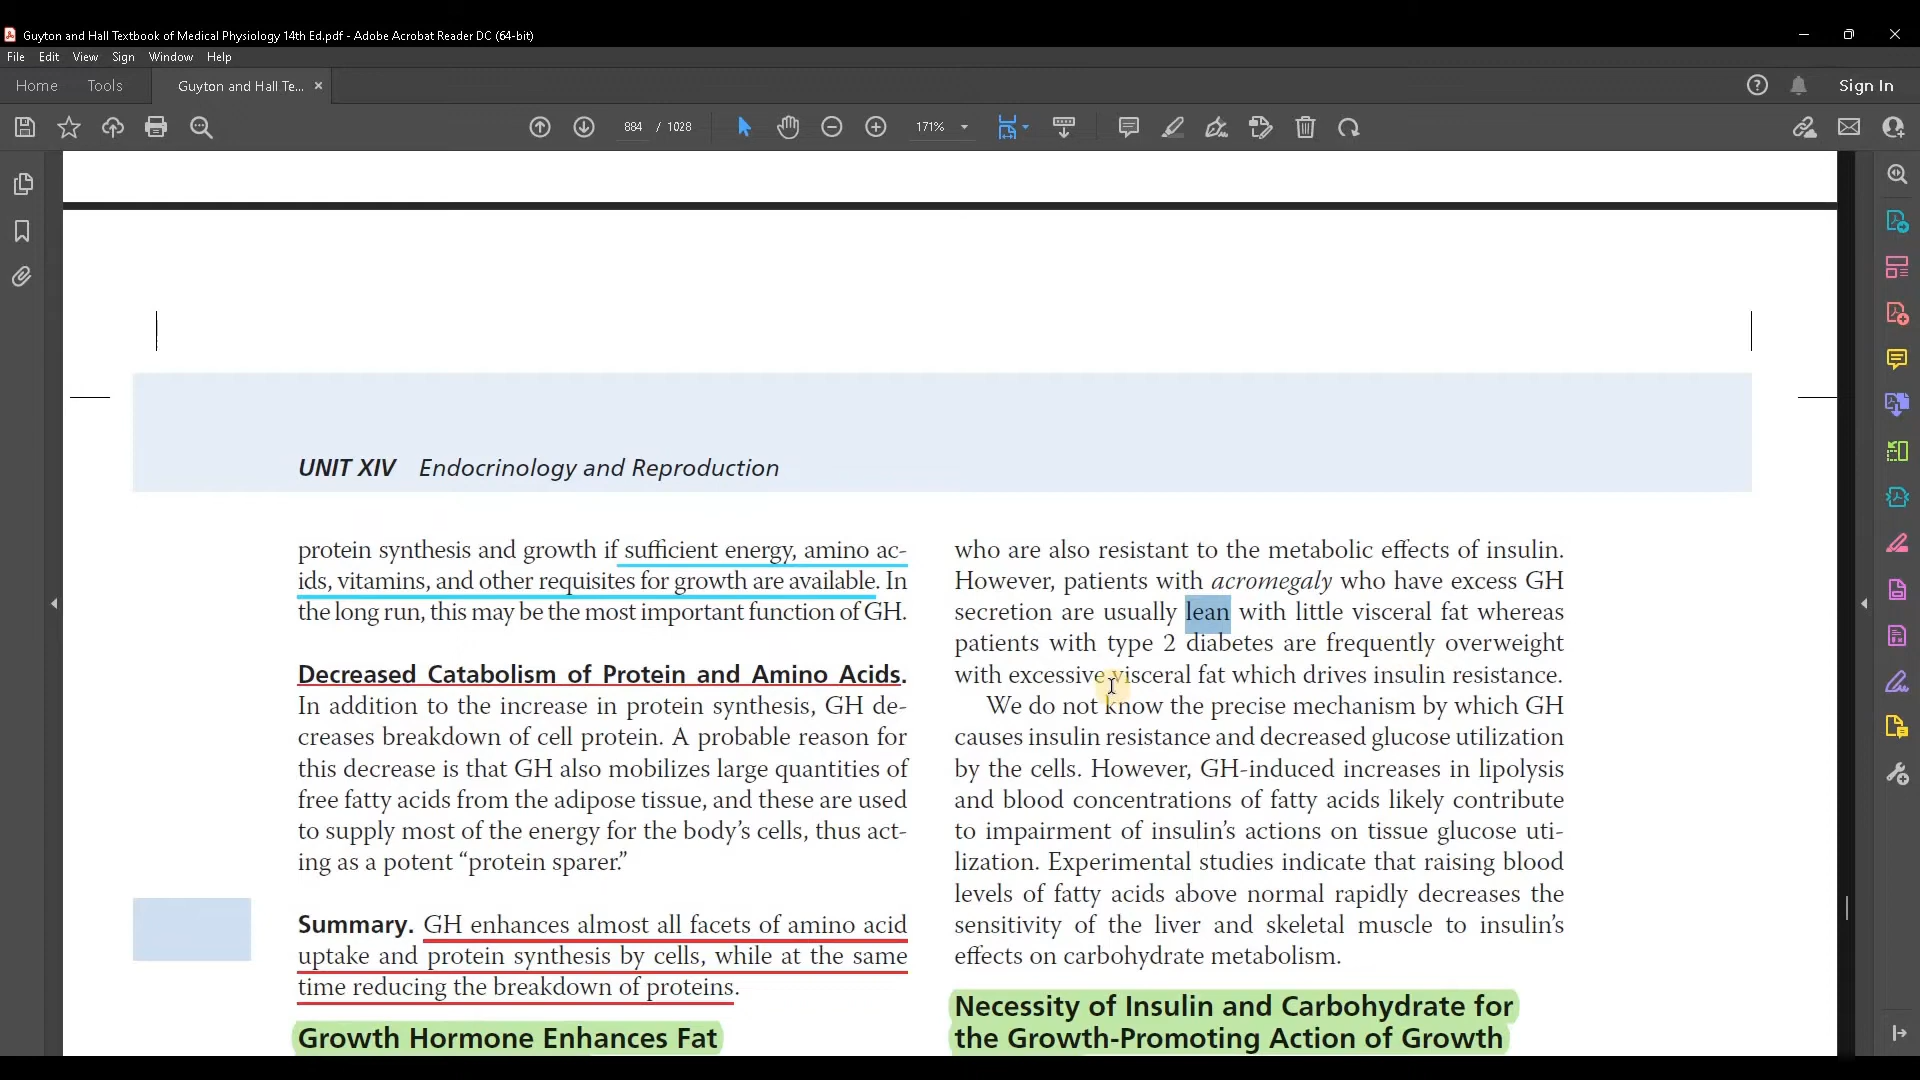 Guyton and Hall Textbook of Medical Physiology 14th Ed.pdf - Adobe Acrobat Reader DC (64-bit)
File Edit View Sign Window Help
Home Tools Guyton and Hall Te... Sign In
884 / 1028 171%
UNIT XIV Endocrinology and Reproduction
protein synthesis and growth if sufficient energy, amino ac-
ids, vitamins, and other requisites for growth are available. In
the long run, this may be the most important function of GH.
Decreased Catabolism of Protein and Amino Acids.
In addition to the increase in protein synthesis, GH de-
creases breakdown of cell protein. A probable reason for
this decrease is that GH also mobilizes large quantities of
free fatty acids from the adipose tissue, and these are used
to supply most of the energy for the body’s cells, thus act-
ing as a potent “protein sparer.”
Summary. GH enhances almost all facets of amino acid
uptake and protein synthesis by cells, while at the same
time reducing the breakdown of proteins.
Growth Hormone Enhances Fat
who are also resistant to the metabolic effects of insulin.
However, patients with acromegaly who have excess GH
secretion are usually lean with little visceral fat whereas
patients with type 2 diabetes are frequently overweight
with excessive visceral fat which drives insulin resistance.
We do not know the precise mechanism by which GH
causes insulin resistance and decreased glucose utilization
by the cells. However, GH-induced increases in lipolysis
and blood concentrations of fatty acids likely contribute
to impairment of insulin’s actions on tissue glucose uti-
lization. Experimental studies indicate that raising blood
levels of fatty acids above normal rapidly decreases the
sensitivity of the liver and skeletal muscle to insulin’s
effects on carbohydrate metabolism.
Necessity of Insulin and Carbohydrate for
the Growth-Promoting Action of Growth